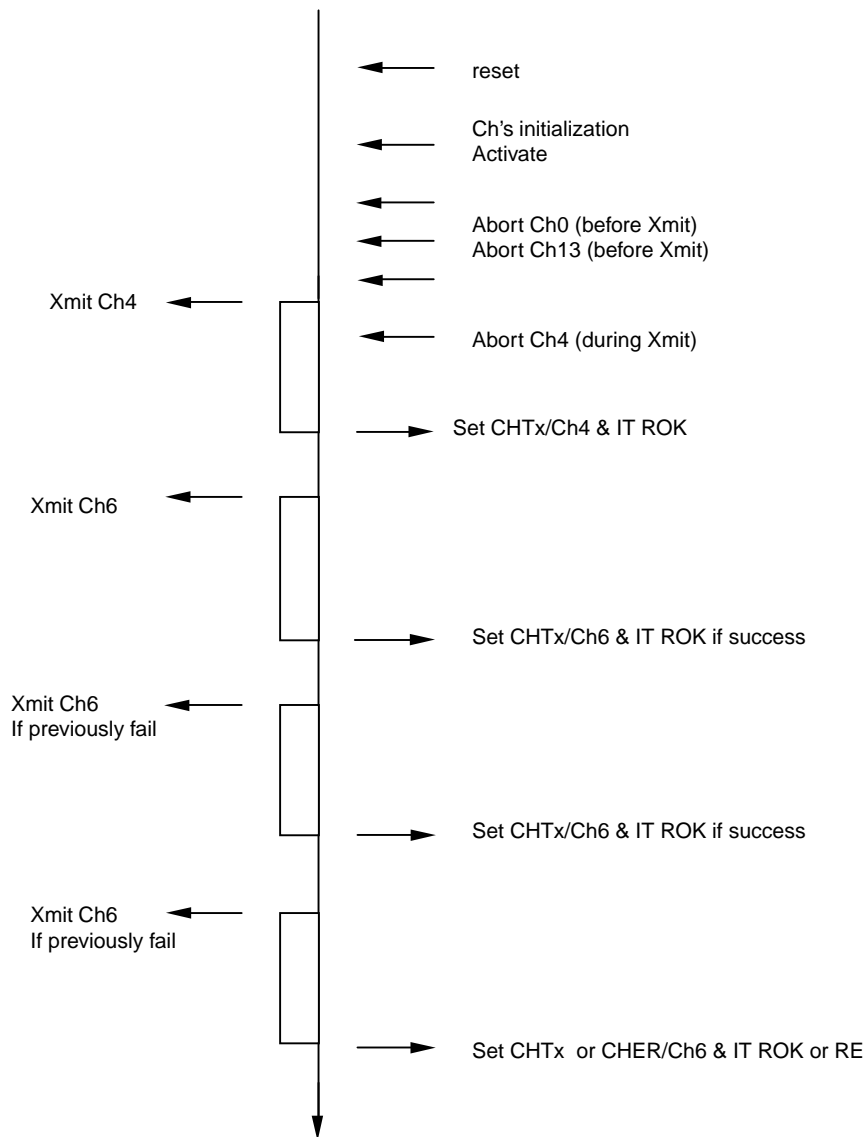 reset
Ch's initialization
Activate
Abort Ch0 (before Xmit)
Abort Ch13 (before Xmit)
Xmit Ch4
Abort Ch4 (during Xmit)
Set CHTx/Ch4 & IT ROK
Xmit Ch6
Set CHTx/Ch6 & IT ROK if success
Xmit Ch6
If previously fail
Set CHTx/Ch6 & IT ROK if success
Xmit Ch6
If previously fail
Set CHTx or CHER/Ch6 & IT ROK or RE